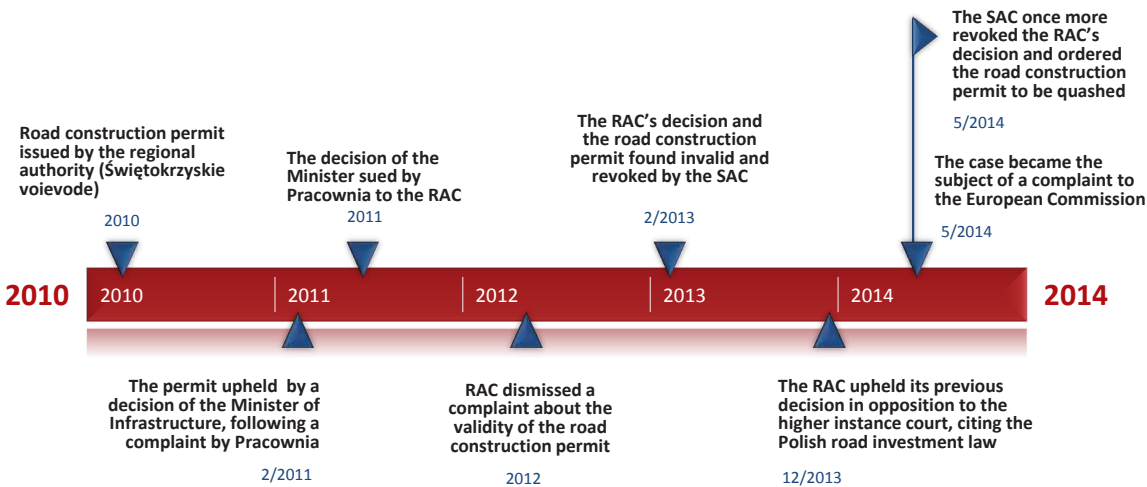 The SAC once more
revoked the RAC’s
decision and ordered
the road construction
permit to be quashed
5/2014
Road construction permit
issued by the regional
authority (Świętokrzyskie
voievode)
2010
The decision of the
Minister sued by
Pracownia to the RAC
2011
The RAC’s decision and
the road construction
permit found invalid and
revoked by the SAC
2/2013
The case became the
subject of a complaint to
the European Commission
5/2014
2010
2010
2011
2012
2013
2014
2014
The permit upheld by a
decision of the Minister of
Infrastructure, following a
complaint by Pracownia
2/2011
RAC dismissed a
complaint about the
validity of the road
construction permit
2012
The RAC upheld its previous
decision in opposition to the
higher instance court, citing the
Polish road investment law
12/2013